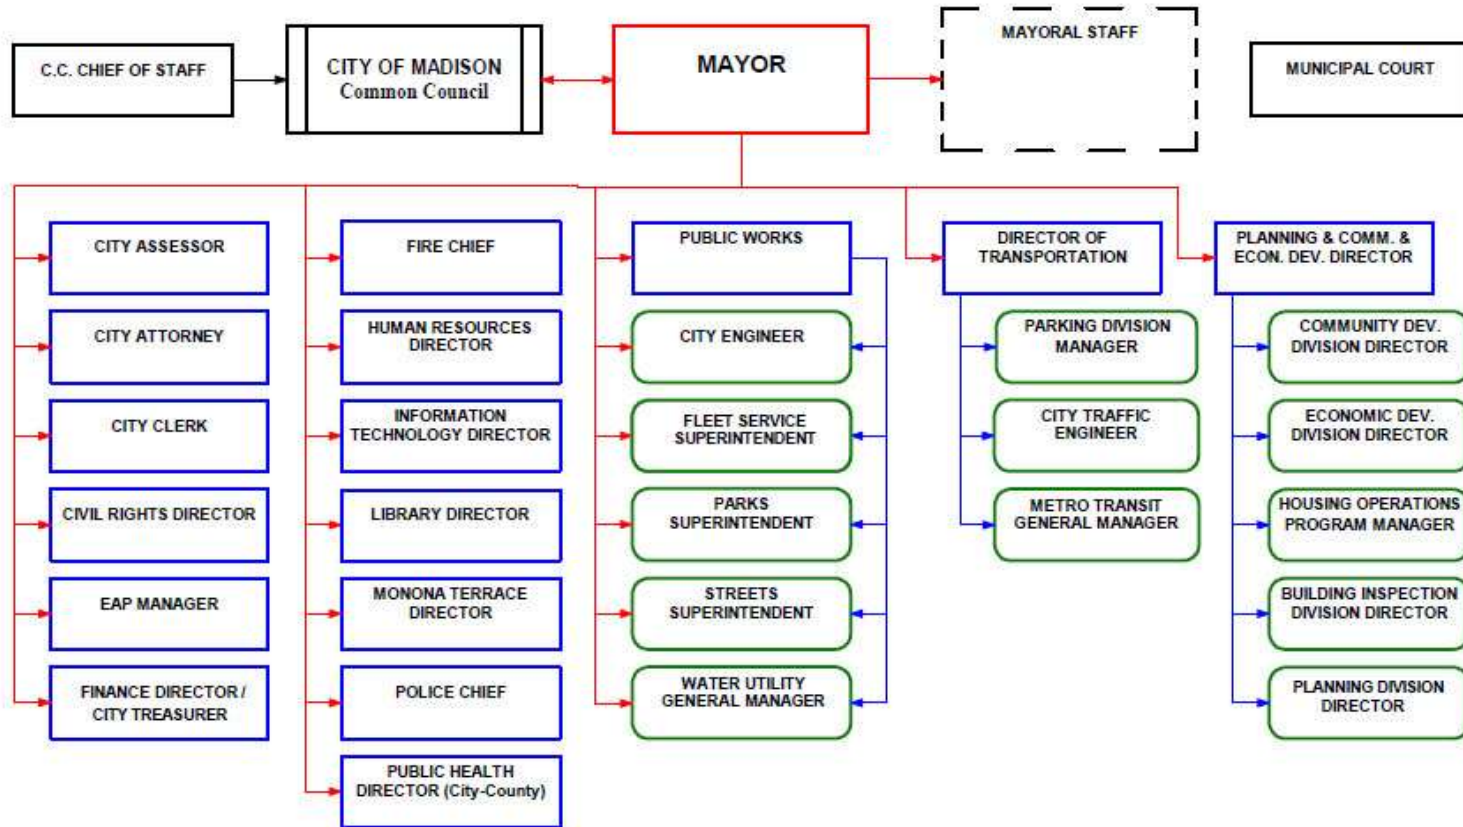 C.C. CHIEF OF STAFF
CITY OF MADISON
Common Council
MAYOR
MAYORAL STAFF
MUNICIPAL COURT
CITY ASSESSOR
CITY ATTORNEY
CITY CLERK
CIVIL RIGHTS DIRECTOR
EAP MANAGER
FINANCE DIRECTOR /
CITY TREASURER
FIRE CHIEF
HUMAN RESOURCES
DIRECTOR
INFORMATION
TECHNOLOGY DIRECTOR
LIBRARY DIRECTOR
MONONA TERRACE
DIRECTOR
POLICE CHIEF
PUBLIC HEALTH
DIRECTOR (City-County)
PUBLIC WORKS
CITY ENGINEER
FLEET SERVICE
SUPERINTENDENT
PARKS
SUPERINTENDENT
STREETS
SUPERINTENDENT
WATER UTILITY
GENERAL MANAGER
DIRECTOR OF
TRANSPORTATION
PARKING DIVISION
MANAGER
CITY TRAFFIC
ENGINEER
METRO TRANSIT
GENERAL MANAGER
PLANNING & COMM. &
ECON. DEV. DIRECTOR
COMMUNITY DEV.
DIVISION DIRECTOR
ECONOMIC DEV.
DIVISION DIRECTOR
HOUSING OPERATIONS
PROGRAM MANAGER
BUILDING INSPECTION
DIVISION DIRECTOR
PLANNING DIVISION
DIRECTOR